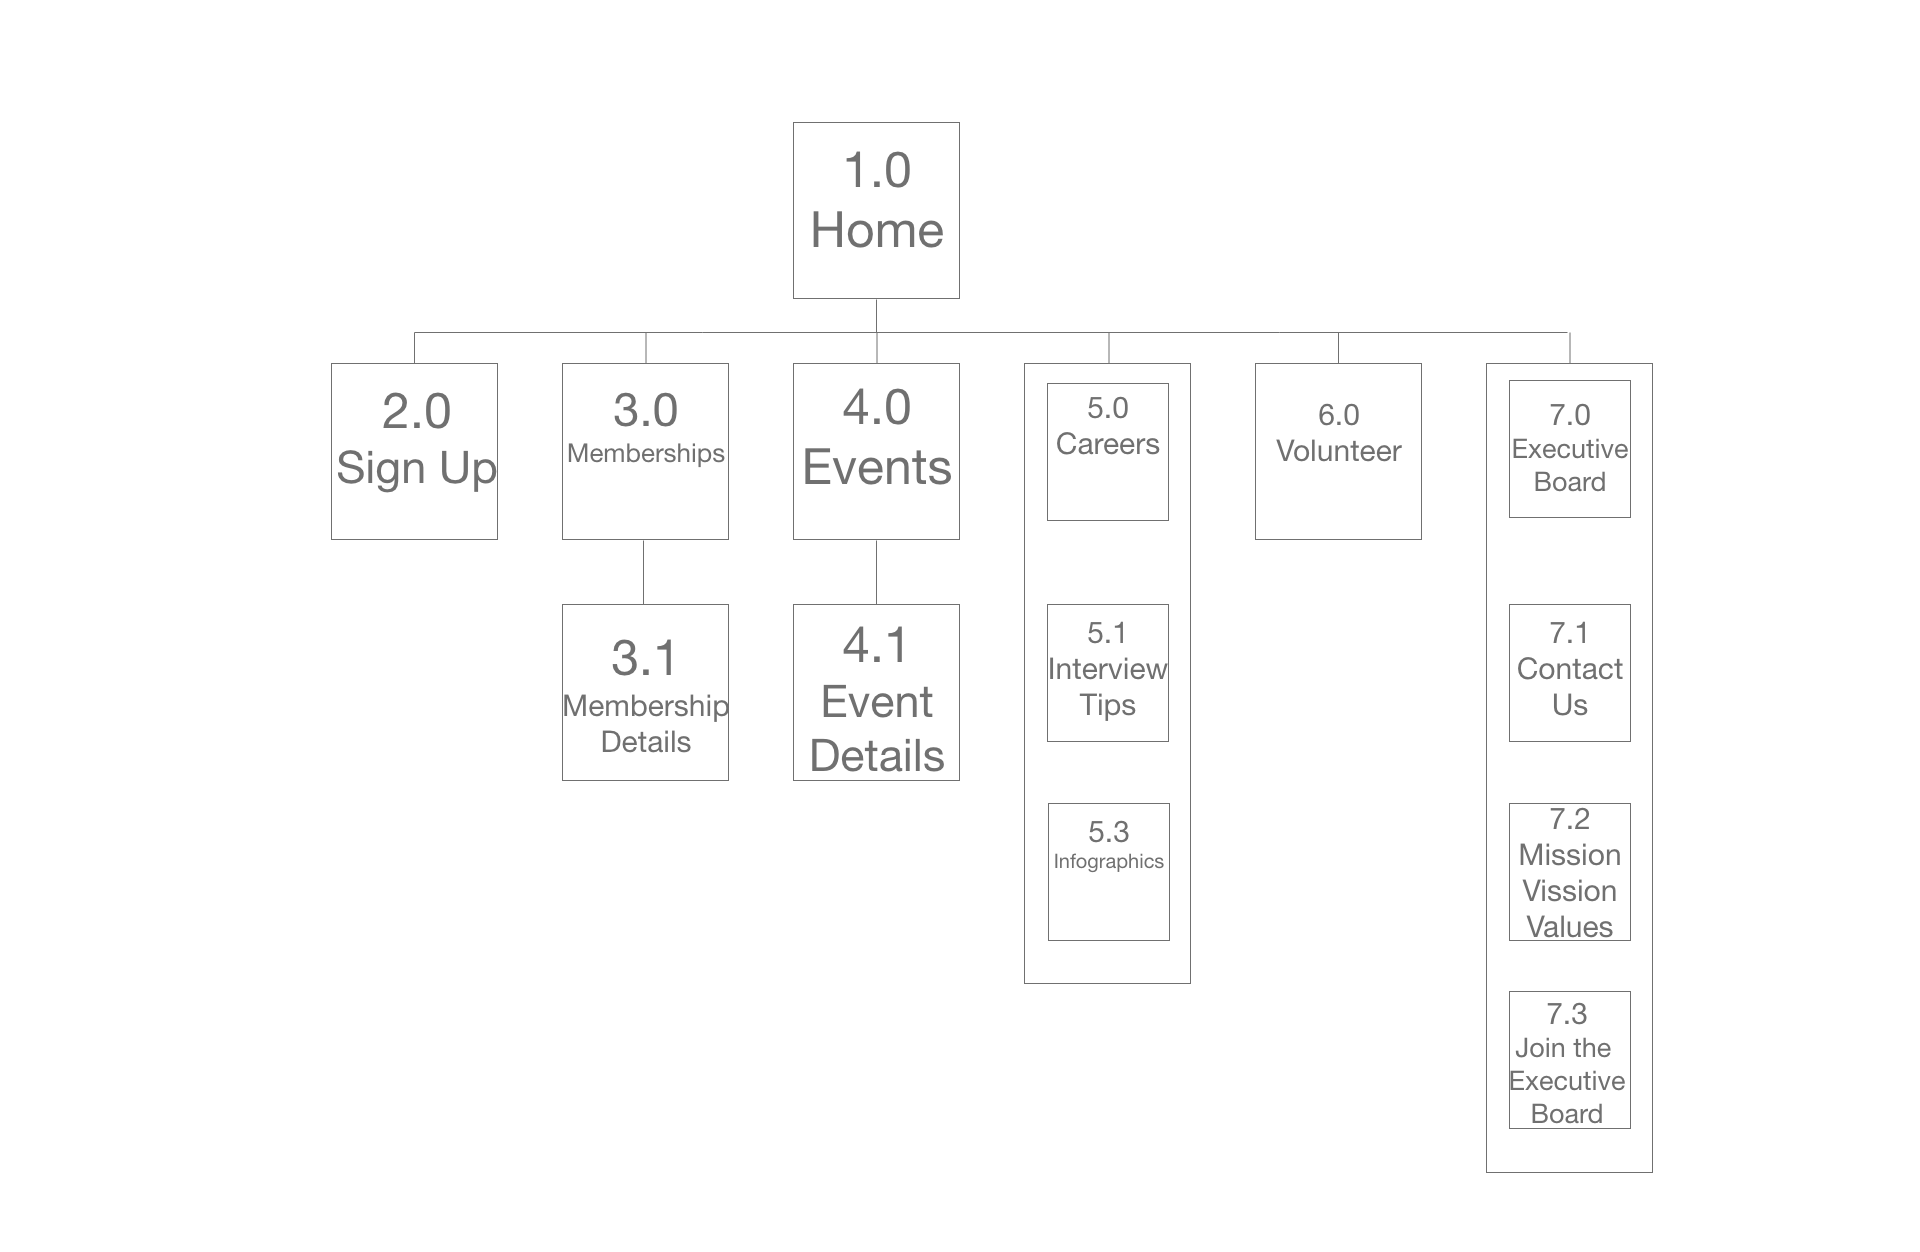 1.0
Home
2.0
Sign Up
3.0
Memberships
4.0
Events
5.0
Careers
6.0
Volunteer
7.0
Executive
Board
3.1
Membership
Details
4.1
Event
Details
5.1
Interview
Tips
7.1
Contact
Us
5.3
Infographics
7.2
Mission
Vission
Values
7.3
Join the
Executive
Board